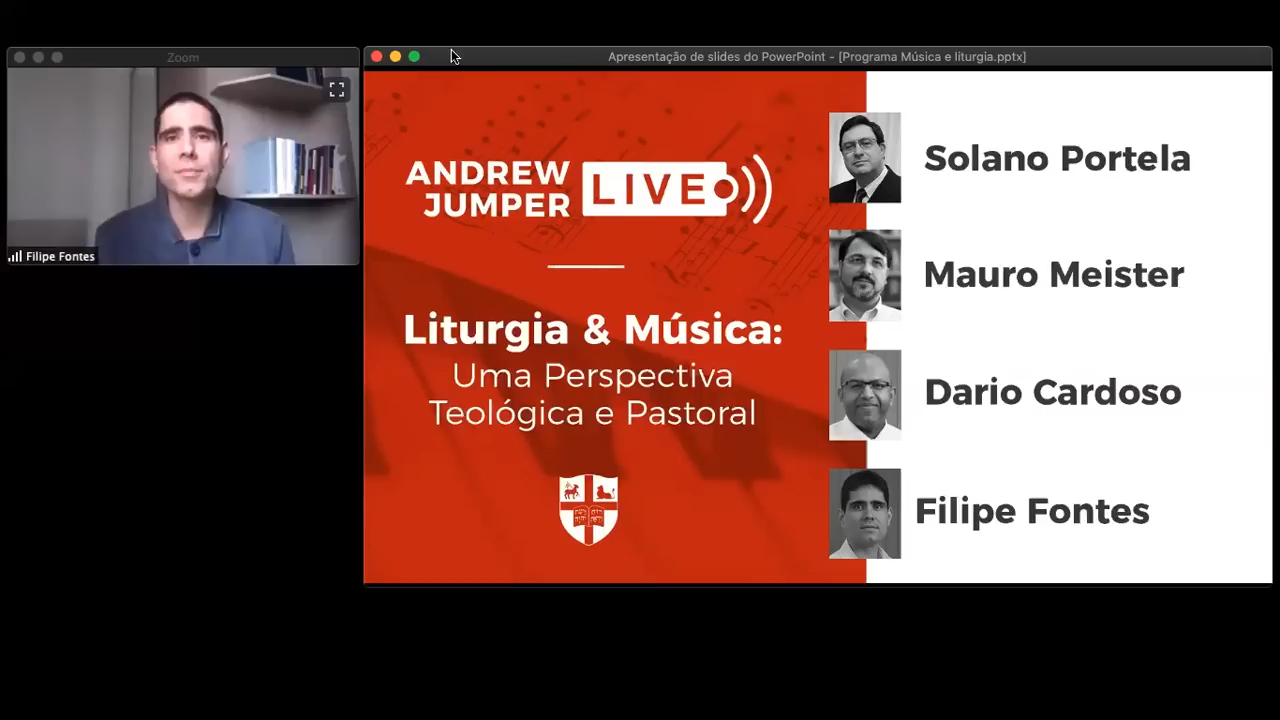 Zoom
Filipe Fontes
Apresentação de slides do PowerPoint - [Programa Música e liturgia.pptx]
ANDREW
JUMPER
LIVE
Liturgia & Música:
Uma Perspectiva
Teológica e Pastoral
Solano Portela
Mauro Meister
Dario Cardoso
Filipe Fontes